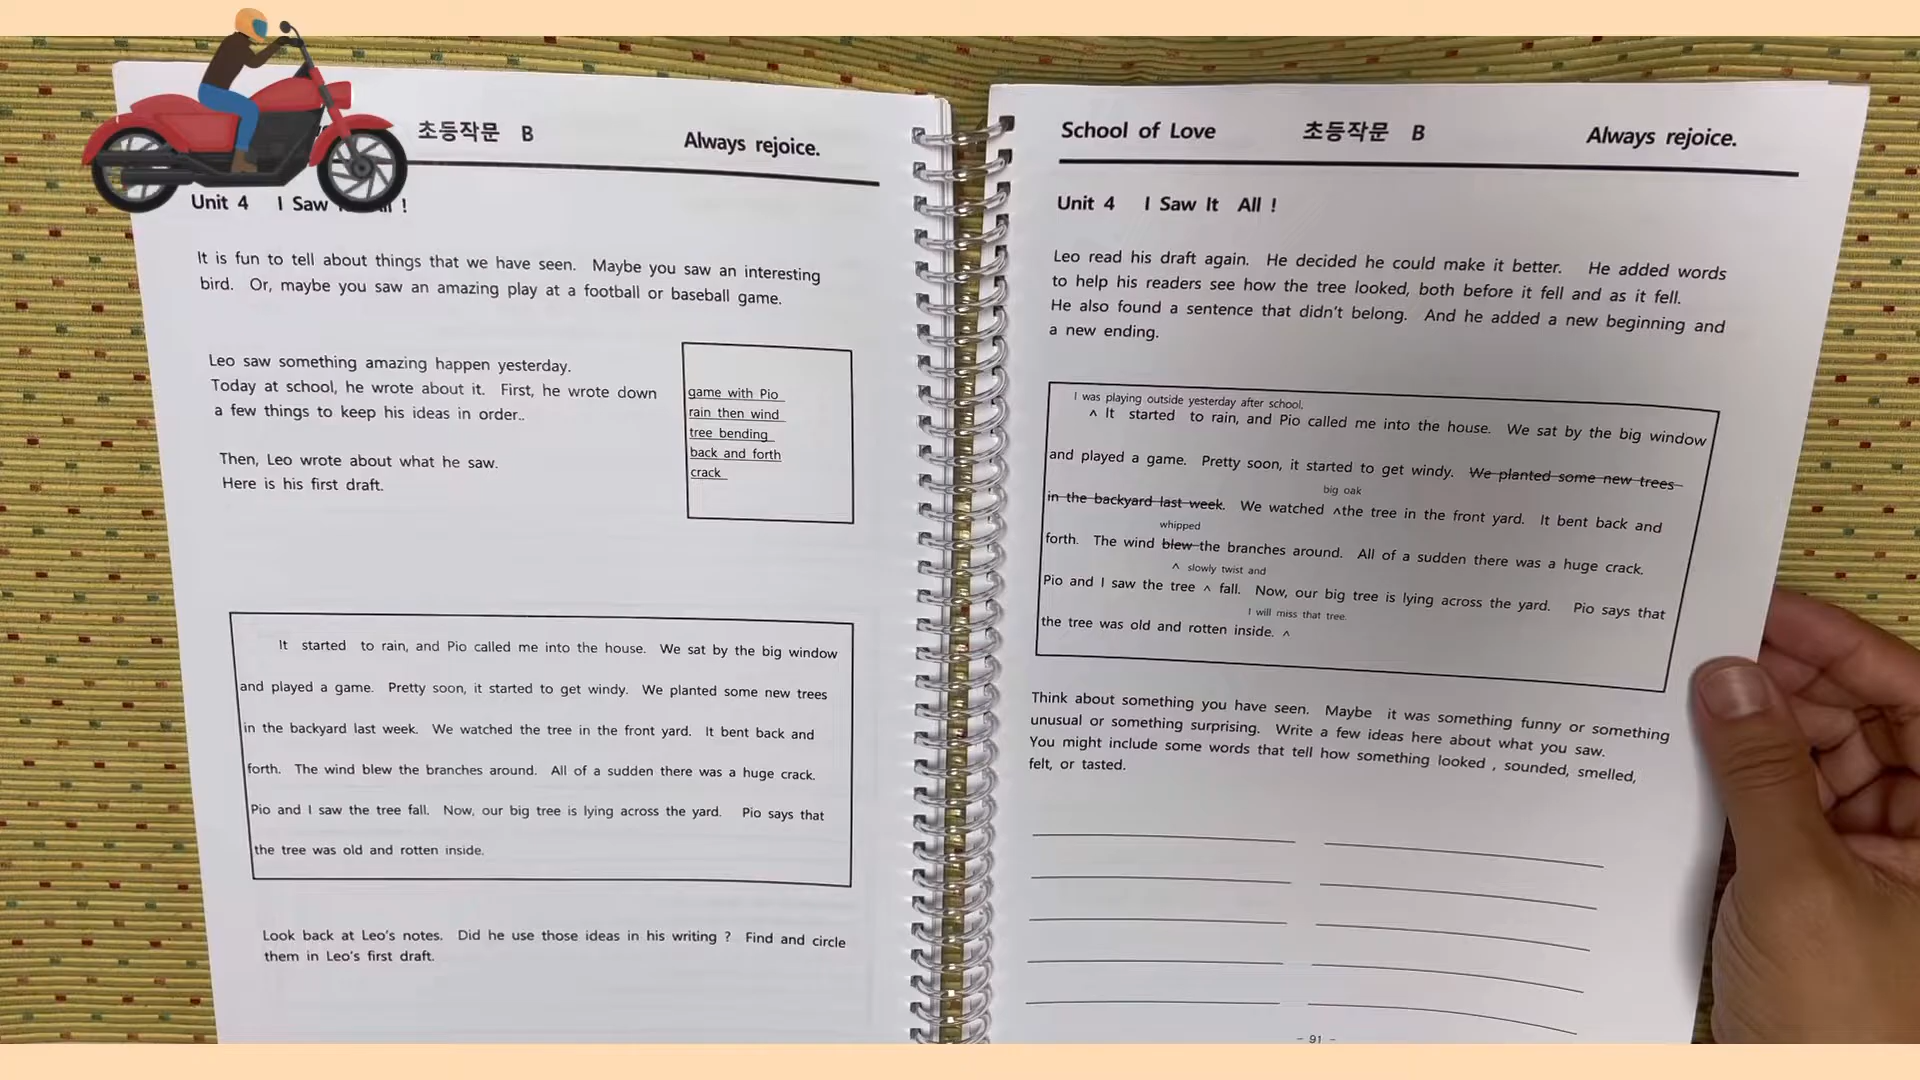 초등작문 B
Always rejoice.
Unit 4 I Saw All !
It is fun to tell about things that we have seen. Maybe you saw an interesting
bird. Or, maybe you saw an amazing play at a football or baseball game.
Leo saw something amazing happen yesterday.
Today at school, he wrote about it. First, he wrote down
a few things to keep his ideas in order..
Then, Leo wrote about what he saw.
Here is his first draft.
game with Pio
rain then wind
tree bending
back and forth
crack
It started to rain, and Pio called me into the house. We sat by the big window
and played a game. Pretty soon, it started to get windy. We planted some new trees
in the backyard last week. We watched the tree in the front yard. It bent back and
forth. The wind blew the branches around. All of a sudden there was a huge crack.
Pio and I saw the tree fall. Now, our big tree is lying across the yard. Pio says that
the tree was old and rotten inside.
Look back at Leo's notes. Did he use those ideas in his writing ? Find and circle
them in Leo's first draft.
School of Love
초등작문 B
Always rejoice.
Unit 4 I Saw It All !
Leo read his draft again. He decided he could make it better. He added words
to help his readers see how the tree looked, both before it fell and as it fell.
He also found a sentence that didn't belong. And he added a new beginning and
a new ending.
I was playing outside yesterday after school.
^ It started to rain, and Pio called me into the house. We sat by the big window
and played a game. Pretty soon, it started to get windy. We planted some new trees
big oak
in the backyard last week. We watched ^the tree in the front yard. It bent back and
whipped
forth. The wind blew the branches around. All of a sudden there was a huge crack.
^ slowly twist and
Pio and I saw the tree ^ fall. Now, our big tree is lying across the yard. Pio says that
I will miss that tree.
the tree was old and rotten inside. ^
Think about something you have seen. Maybe it was something funny or something
unusual or something surprising. Write a few ideas here about what you saw.
You might include some words that tell how something looked , sounded, smelled,
felt, or tasted.
- 91 -